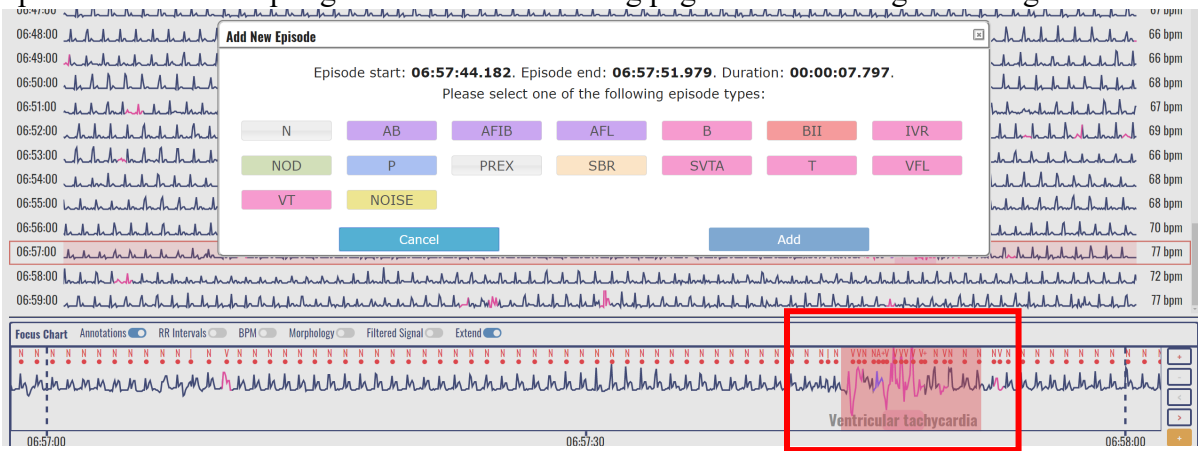 06:47:00 67 bpm
06:48:00 66 bpm
06:49:00 66 bpm
06:50:00 68 bpm
06:51:00 67 bpm
06:52:00 69 bpm
06:53:00 66 bpm
06:54:00 68 bpm
06:55:00 68 bpm
06:56:00 70 bpm
06:57:00 77 bpm
06:58:00 72 bpm
06:59:00 77 bpm
Add New Episode
Episode start: 06:57:44.182. Episode end: 06:57:51.979. Duration: 00:00:07.797.
Please select one of the following episode types:
N AB AFIB AFL B BII IVR
NOD P PREX SBR SVTA T VFL
VT NOISE
Cancel Add
Focus Chart Annotations RR Intervals BPM Morphology Filtered Signal Extend
Ventricular tachycardia
06:57:00 06:57:30 06:58:00